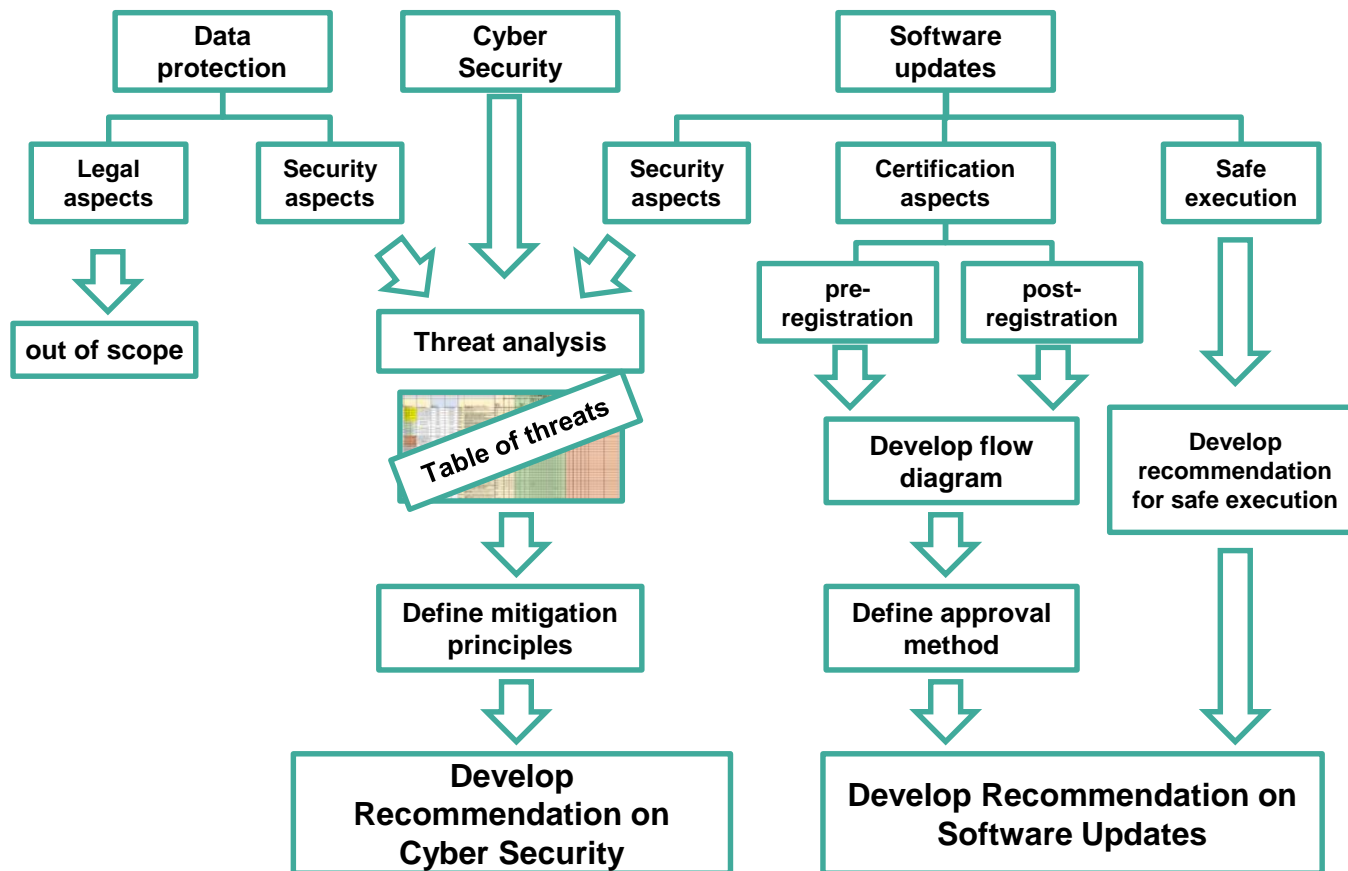 Data
protection
Cyber
Security
Software
updates
Legal
aspects
Security
aspects
Security
aspects
Certification
aspects
Safe
execution
pre-
registration
post-
registration
out of scope
Threat analysis
Table of threats
Develop flow
diagram
Develop
recommendation
for safe execution
Define mitigation
principles
Define approval
method
Develop
Recommendation on
Cyber Security
Develop Recommendation on
Software Updates